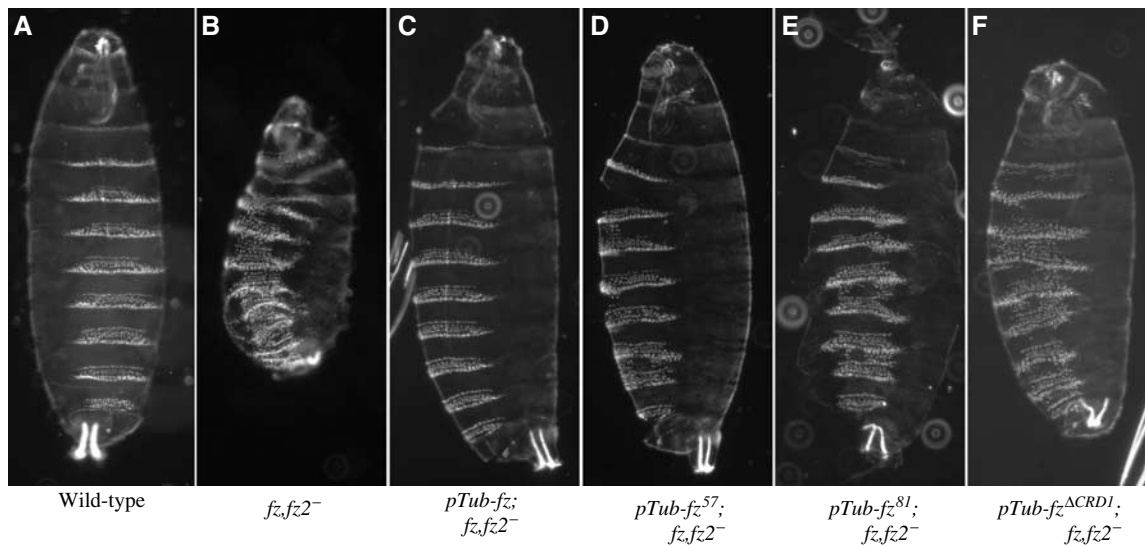 A B C D E F
Wild-type fz,fz2⁻ pTub-fz; pTub-fz⁵⁷; pTub-fz⁸¹; pTub-fz^ΔCRD1;
fz,fz2⁻ fz,fz2⁻ fz,fz2⁻ fz,fz2⁻